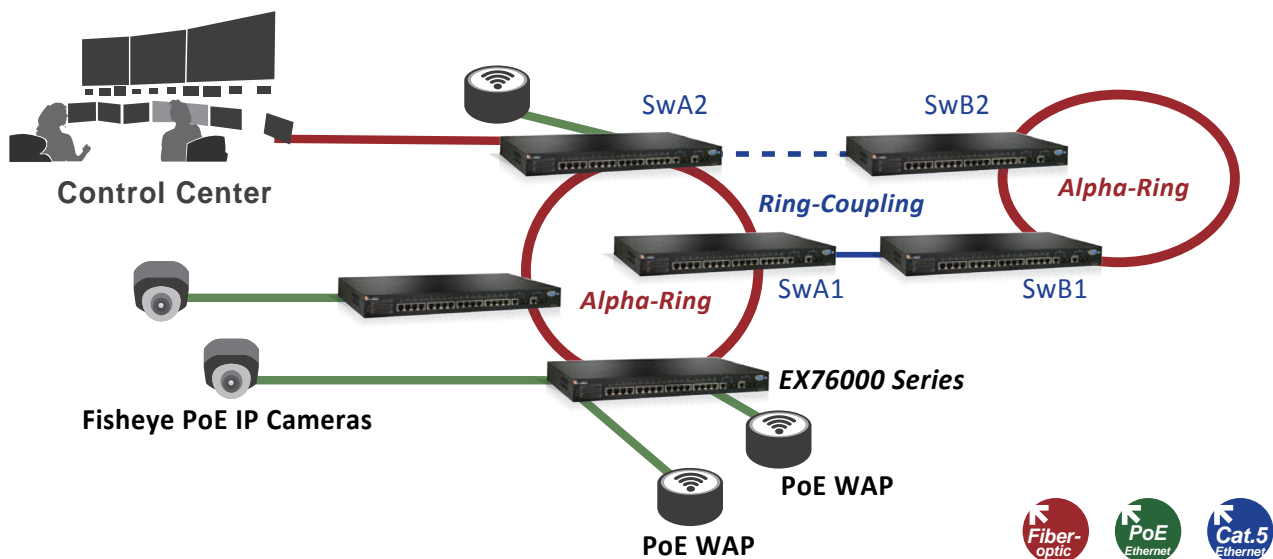 SwA2
SwB2
Control Center
Ring-Coupling
Alpha-Ring
Alpha-Ring
SwA1
SwB1
EX76000 Series
Fisheye PoE IP Cameras
PoE WAP
PoE WAP
Fiber-
optic
PoE
Ethernet
Cat.5
Ethernet